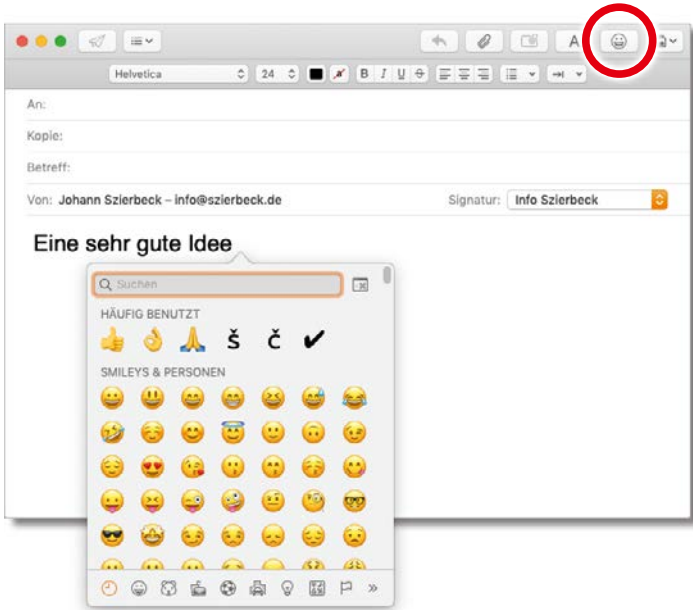 A
Helvetica 24 B I U S
An:
Kopie:
Betreff:
Von: Johann Szierbeck – info@szierbeck.de Signatur: Info Szierbeck
Eine sehr gute Idee
Suchen
HÄUFIG BENUTZT
š č ✔
SMILEYS & PERSONEN